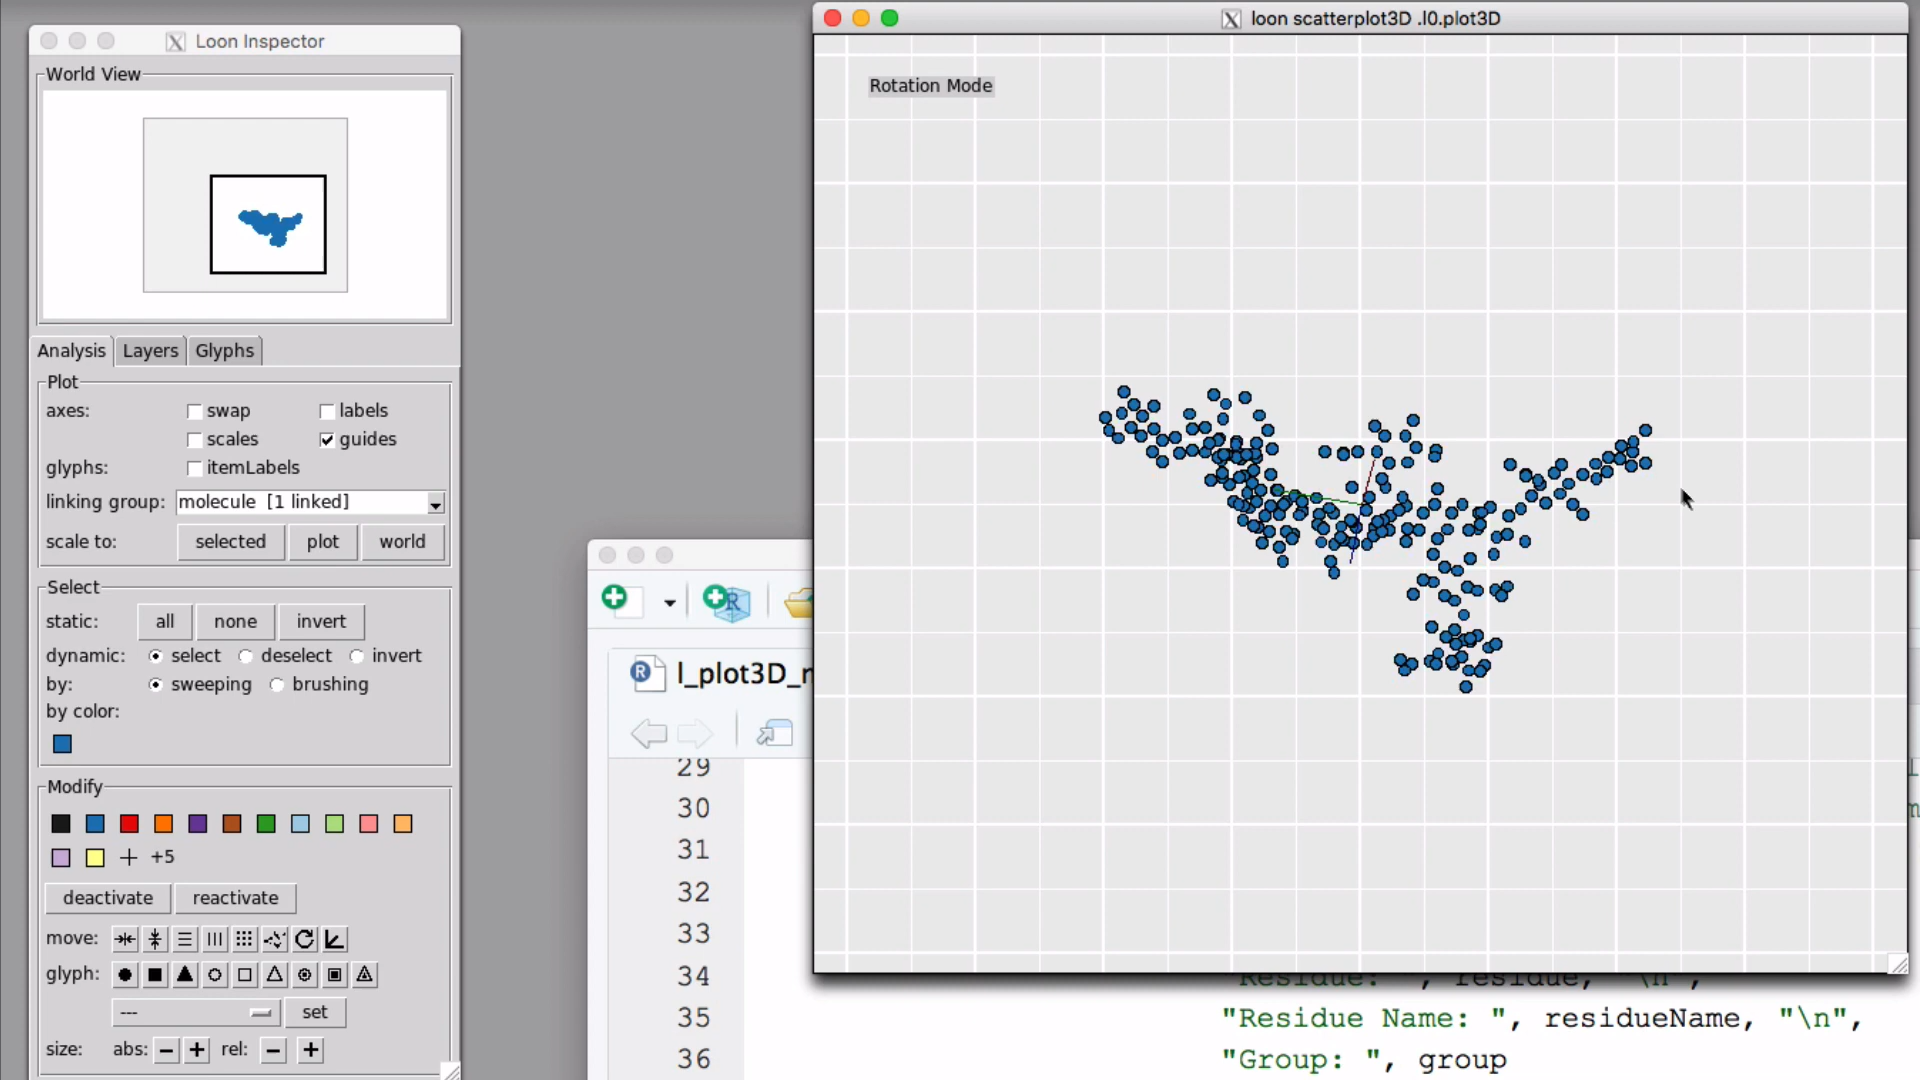 Loon Inspector
World View
Analysis Layers Glyphs
Plot
axes: swap labels
scales guides
glyphs: itemLabels
linking group: molecule [1 linked]
scale to: selected plot world
Select
static: all none invert
dynamic: select deselect invert
by: sweeping brushing
by color:
Modify
+5
deactivate reactivate
move:
glyph:
--- set
size: abs: − + rel: − +
loon scatterplot3D .l0.plot3D
Rotation Mode
R
R l_plot3D_
29
30
31
32
33
34 "Residue: ", residue, "\n",
35 "Residue Name: ", residueName, "\n",
36 "Group: ", group